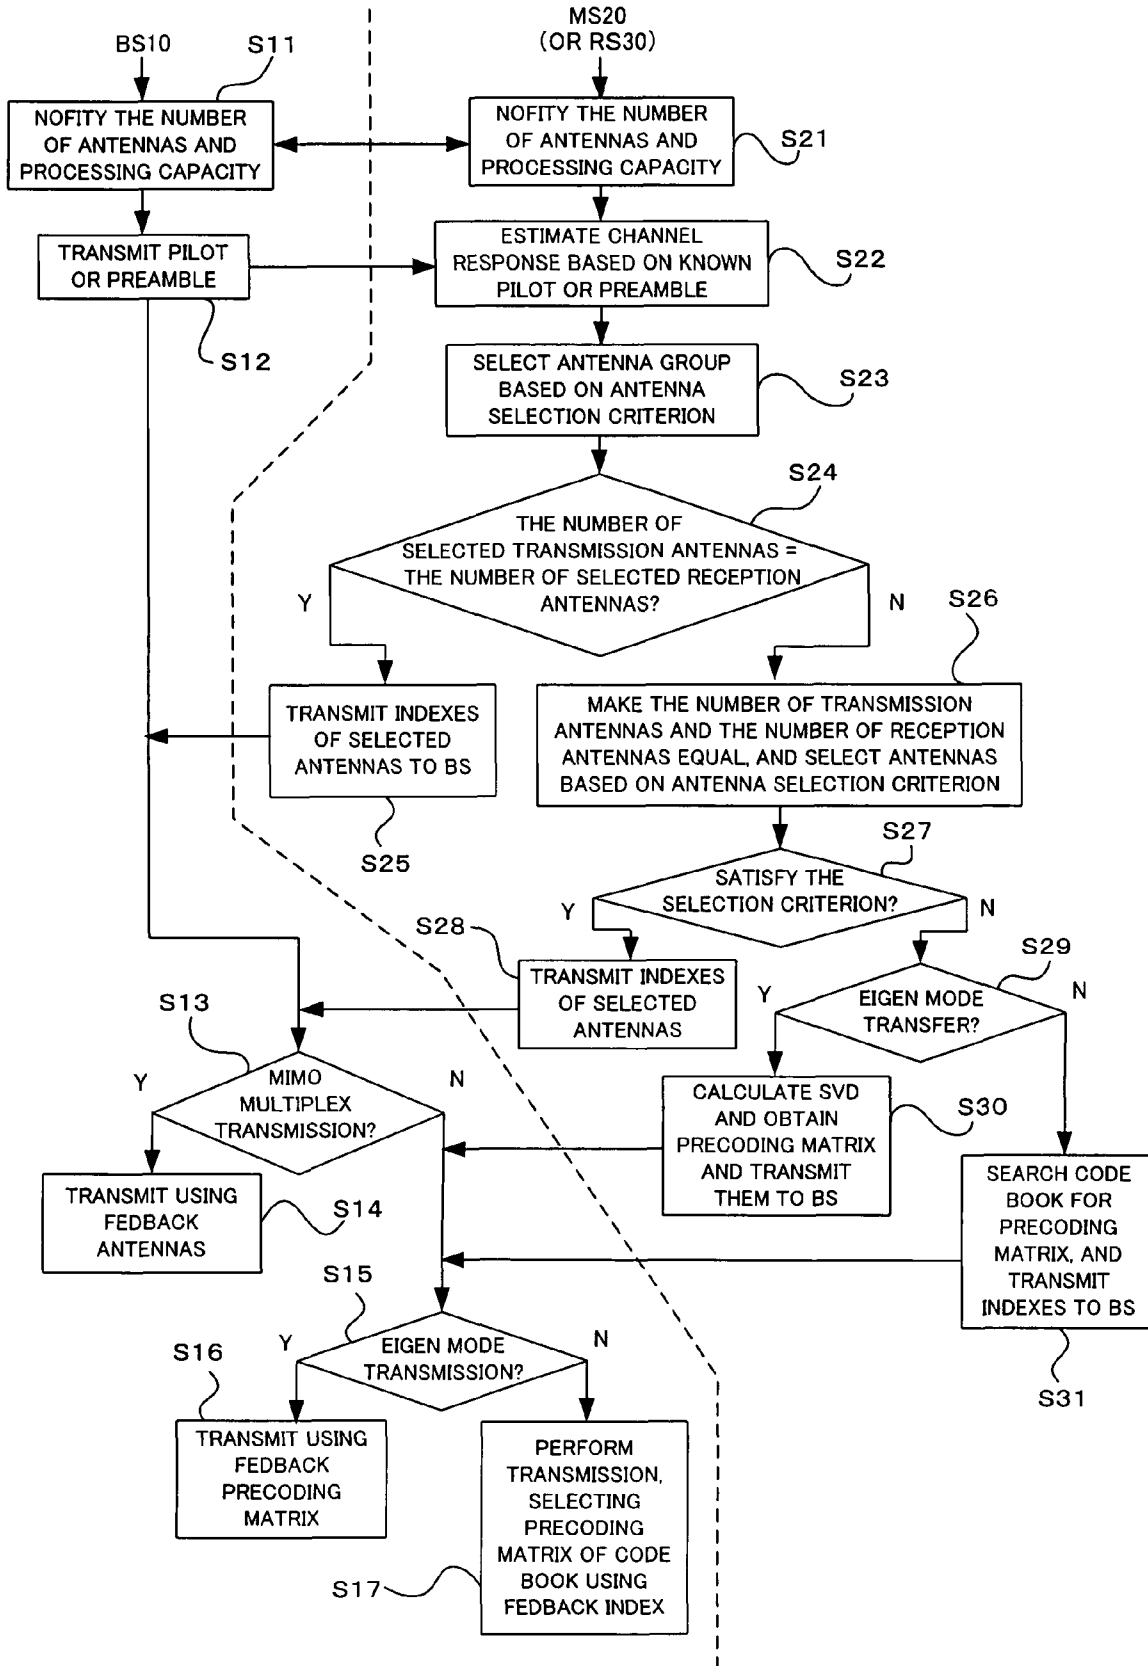 BS10
S11
MS20
(OR RS30)
NOFITY THE NUMBER
OF ANTENNAS AND
PROCESSING CAPACITY
NOFITY THE NUMBER
OF ANTENNAS AND
PROCESSING CAPACITY
S21
TRANSMIT PILOT
OR PREAMBLE
S12
ESTIMATE CHANNEL
RESPONSE BASED ON KNOWN
PILOT OR PREAMBLE
S22
SELECT ANTENNA GROUP
BASED ON ANTENNA
SELECTION CRITERION
S23
S24
THE NUMBER OF
SELECTED TRANSMISSION ANTENNAS =
THE NUMBER OF SELECTED RECEPTION
ANTENNAS?
Y
N
S26
TRANSMIT INDEXES
OF SELECTED
ANTENNAS TO BS
S25
MAKE THE NUMBER OF TRANSMISSION
ANTENNAS AND THE NUMBER OF RECEPTION
ANTENNAS EQUAL, AND SELECT ANTENNAS
BASED ON ANTENNA SELECTION CRITERION
S27
SATISFY THE
SELECTION CRITERION?
Y
N
S28
TRANSMIT INDEXES
OF SELECTED
ANTENNAS
S29
EIGEN MODE
TRANSFER?
Y
N
S13
MIMO
MULTIPLEX
TRANSMISSION?
Y
N
CALCULATE SVD
AND OBTAIN
PRECODING MATRIX
AND TRANSMIT
THEM TO BS
S30
TRANSMIT USING
FEDBACK
ANTENNAS
S14
SEARCH CODE
BOOK FOR
PRECODING
MATRIX, AND
TRANSMIT
INDEXES TO BS
S31
S15
EIGEN MODE
TRANSMISSION?
Y
N
S16
TRANSMIT USING
FEDBACK
PRECODING
MATRIX
PERFORM
TRANSMISSION,
SELECTING
PRECODING
MATRIX OF CODE
BOOK USING
FEDBACK INDEX
S17